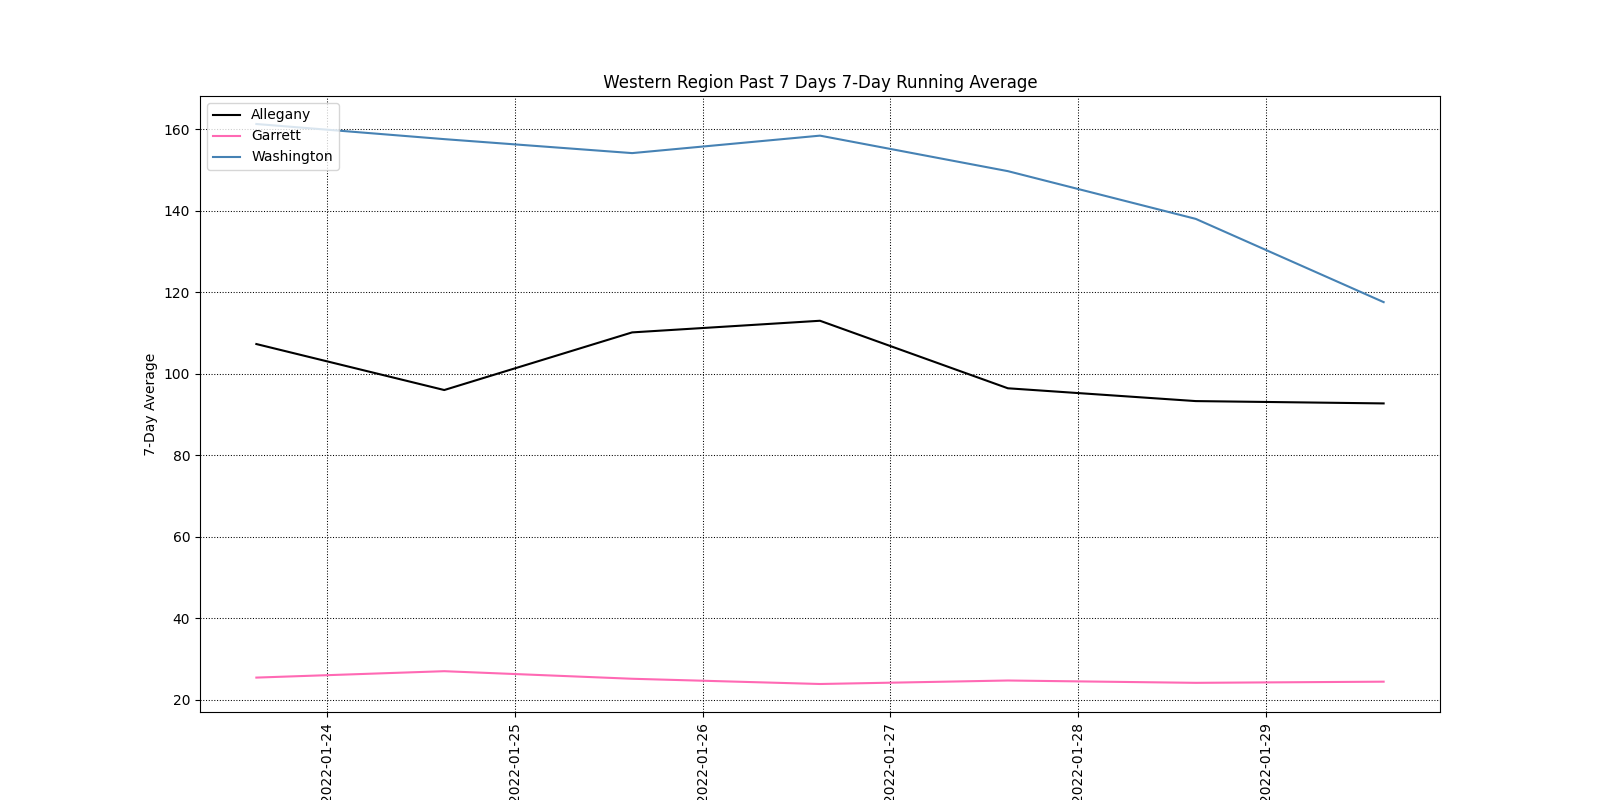 Western Region Past 7 Days 7-Day Running Average
Allegany
Garrett
Washington
7-Day Average
160
140
120
100
80
60
40
20
2022-01-24
2022-01-25
2022-01-26
2022-01-27
2022-01-28
2022-01-29